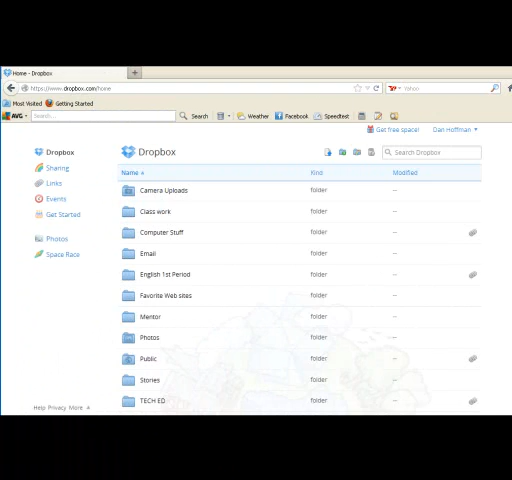 Home - Dropbox
https://www.dropbox.com/home
Yahoo
Most Visited Getting Started
AVG Search... Search Weather Facebook Speedtest
Get free space! Dan Hoffman
Dropbox
Sharing
Links
Events
Get Started
Photos
Space Race
Dropbox Search Dropbox
Name Kind Modified
Camera Uploads folder --
Class work folder --
Computer Stuff folder --
Email folder --
English 1st Period folder --
Favorite Web sites folder --
Mentor folder --
Photos folder --
Public folder --
Stories folder --
TECH ED folder --
Help Privacy More